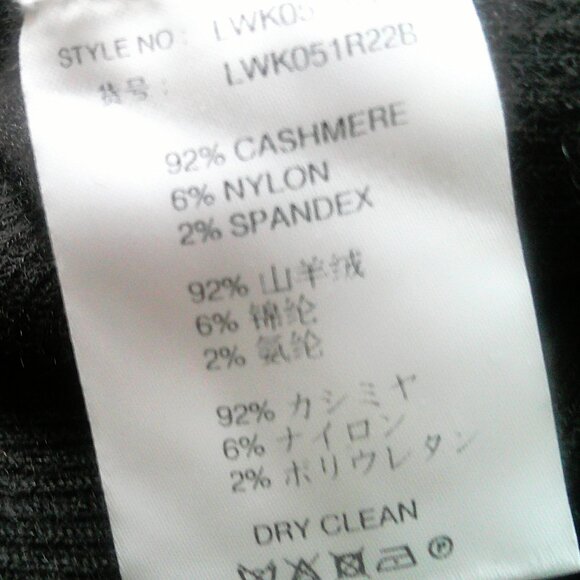 STYLE NO: LWK05
货号: LWK051R22B
92% CASHMERE
6% NYLON
2% SPANDEX
92% 山羊绒
6% 锦纶
2% 氨纶
92% カシミヤ
6% ナイロン
2% ポリウレタン
DRY CLEAN
P